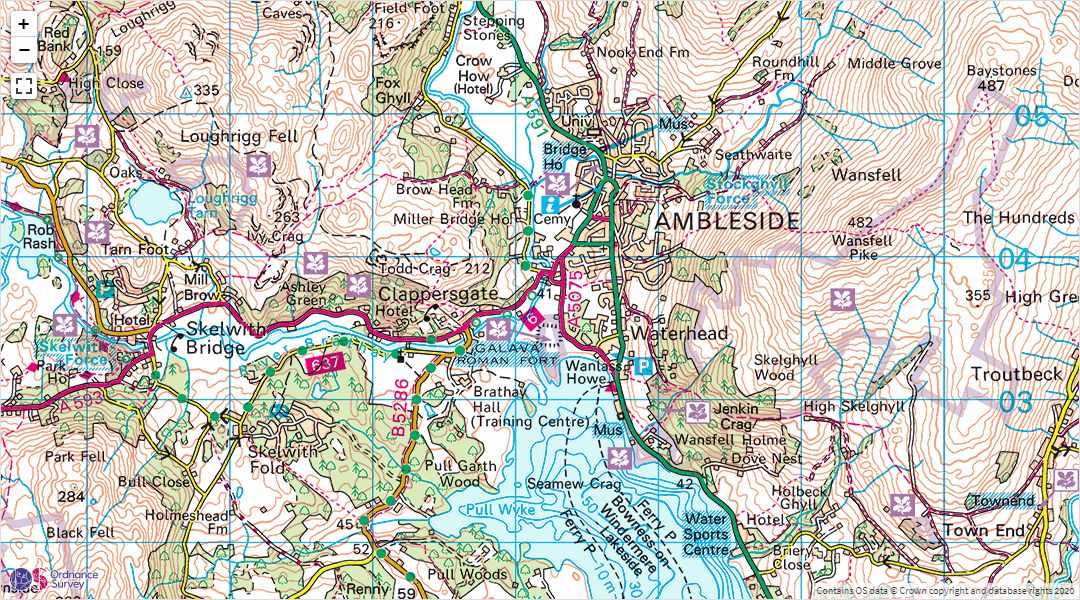 +
Red
Bank
−
159
Loughrigg
Caves
216
Field Foot
Stepping
Stones
Nook End Fm
Crow
How
(Hotel)
Roundhill
Fm
Middle Grove
Baystones
487
High Close
335
Fox
Ghyll
A591
05
Loughrigg Fell
Univ
Mus
Bridge
Ho
Seathwaite
Wansfell
Oaks
Brow Head
Fm
Stockghyll
Force
Loughrigg
Tarn
263
Miller Bridge Ho
i
Cemy
AMBLESIDE
482
Wansfell
Pike
The Hundreds
Rob
Rash
Ivy Crag
Tarn Foot
Todd Crag
212
04
Mill
Brow
Ashley
Green
Clappersgate
Hotel
41
A5075
355
High Gre
P
Hotel
Skelwith
Bridge
6
Waterhead
Skelwith
Force
River Brathay
637
GALAVA
ROMAN FORT
Wanlass
Howe
P
Skelghyll
Wood
Troutbeck
Park
Ho
A593
B5286
Brathay
Hall
(Training Centre)
Mus
Jenkin
Crag
High Skelghyll
03
Park Fell
Skelwith
Fold
Wansfell Holme
Dove Nest
Bull Close
Pull Garth
Wood
Seamew Crag
42
284
Pull Wyke
Holbeck
Ghyll
Townend
Holmeshead
Fm
45
50
Ferry P
Bowness-on-
Windermere
Lakeside
Ferry P
Water
Sports
Centre
Hotels
Town End
Black Fell
52
10m
Briery
Close
Pull Woods
Ordnance
Survey
Renny
59
Contains OS data © Crown copyright and database rights 2020